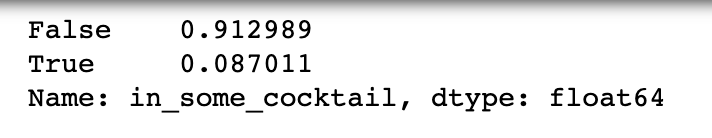 False    0.912989
True     0.087011
Name: in_some_cocktail, dtype: float64